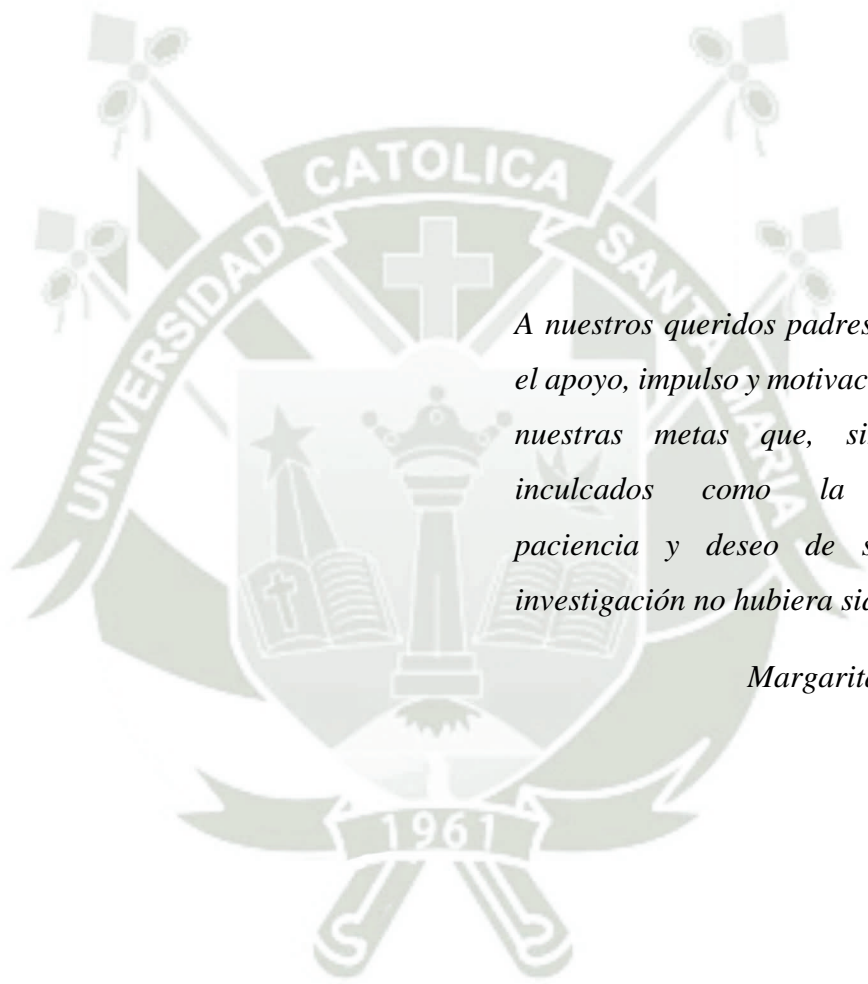 CATOLICA
UNIVERSIDAD
SANTA MARIA
A nuestros queridos padres
el apoyo, impulso y motivac
nuestras metas que, si
inculcados como la
paciencia y deseo de s
investigación no hubiera sid
Margarita
1961